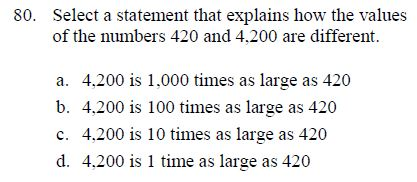 80. Select a statement that explains how the values
of the numbers 420 and 4,200 are different.
a. 4,200 is 1,000 times as large as 420
b. 4,200 is 100 times as large as 420
c. 4,200 is 10 times as large as 420
d. 4,200 is 1 time as large as 420